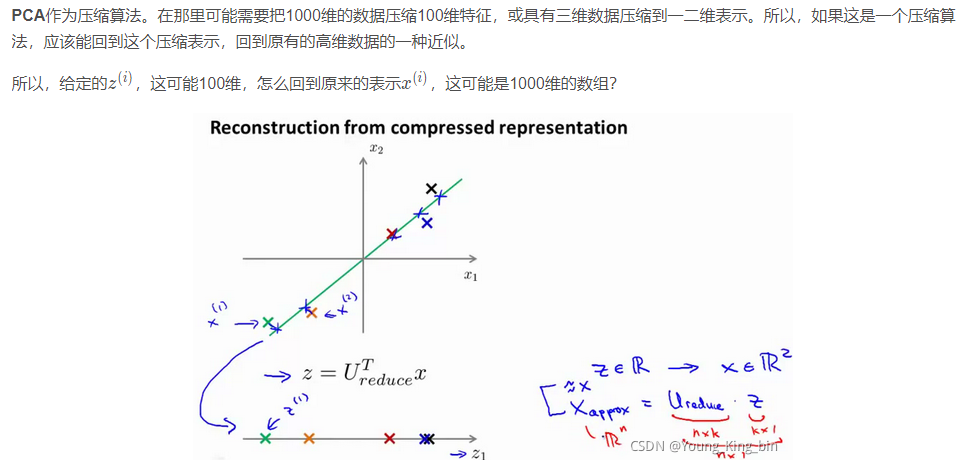 PCA作为压缩算法。在那里可能需要把1000维的数据压缩100维特征，或具有三维数据压缩到一二维表示。所以，如果这是一个压缩算
法，应该能回到这个压缩表示，回到原有的高维数据的一种近似。
所以，给定的z^(i)，这可能100维，怎么回到原来的表示x^(i)，这可能是1000维的数组？
Reconstruction from compressed representation
x₂
x₁
x^(1)
x^(2)
→ z = U^T_reduce x
z ∈ ℝ → x ∈ ℝ²
≈x
X_approx = U_reduce · z
z^(1)
ℝⁿ
n×k
k×1
n×1
→ z₁
CSDN @Young_King_bin